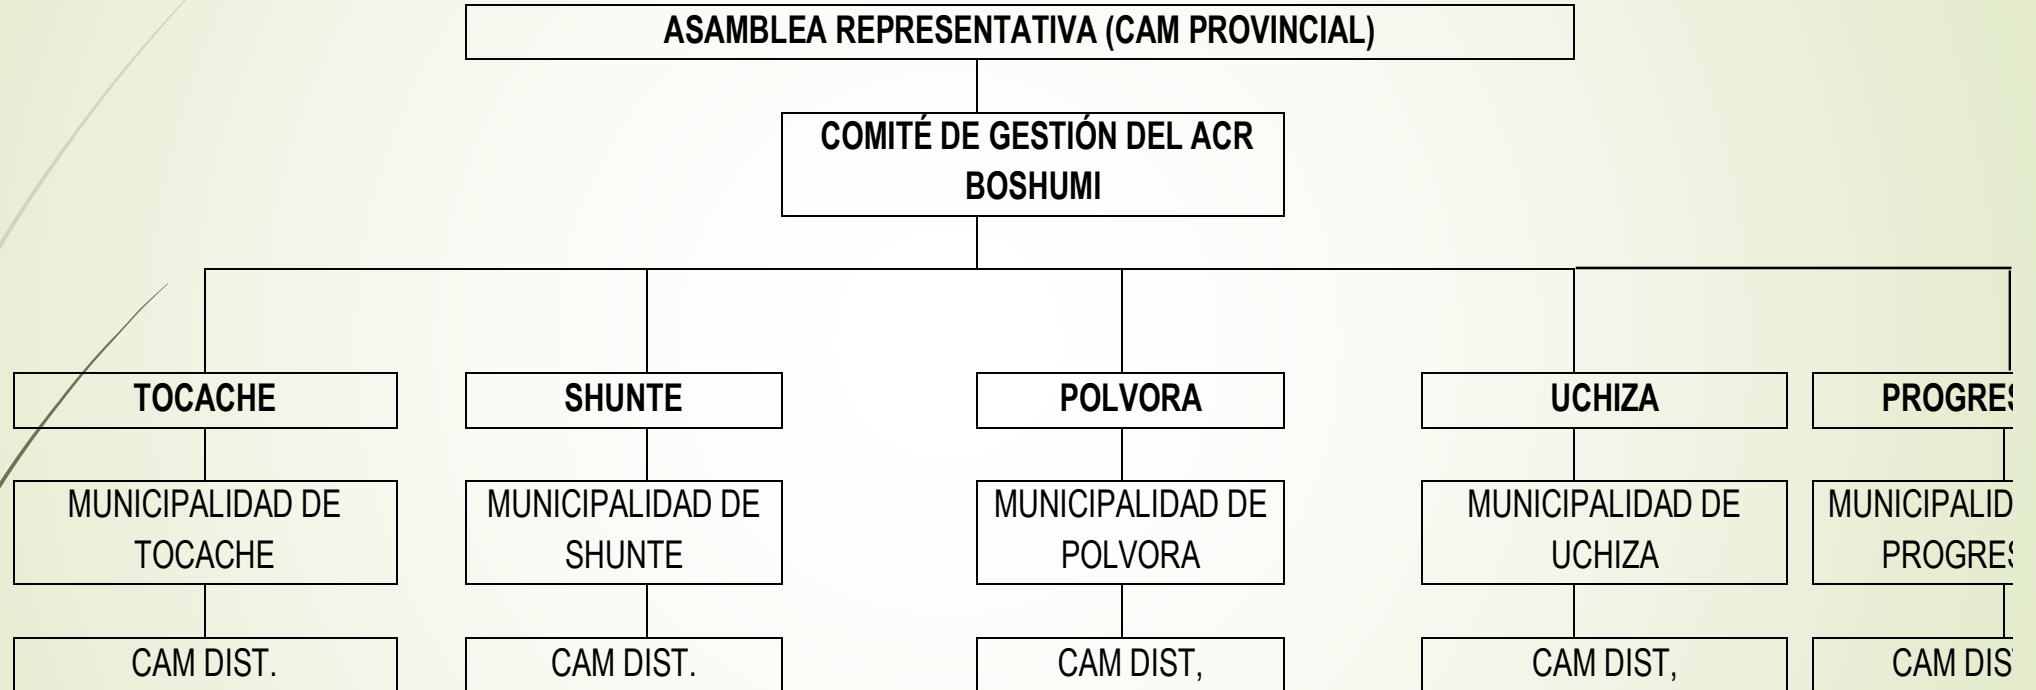 ASAMBLEA REPRESENTATIVA (CAM PROVINCIAL)
COMITÉ DE GESTIÓN DEL ACR
BOSHUMI
TOCACHE
SHUNTE
POLVORA
UCHIZA
MUNICIPALIDAD DE
TOCACHE
MUNICIPALIDAD DE
SHUNTE
MUNICIPALIDAD DE
POLVORA
MUNICIPALIDAD DE
UCHIZA
CAM DIST.
CAM DIST.
CAM DIST,
CAM DIST,
CAM